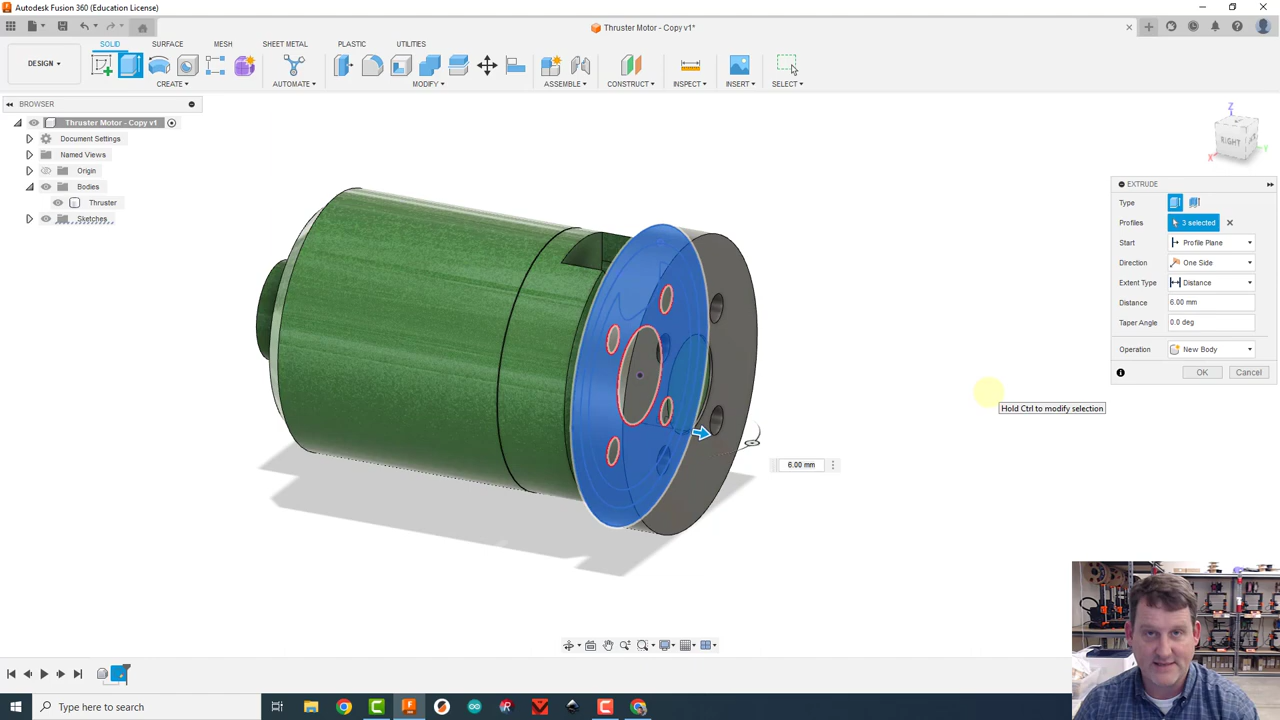 Autodesk Fusion 360 (Education License)
Thruster Motor - Copy v1*
SOLID SURFACE MESH SHEET METAL PLASTIC UTILITIES
DESIGN
CREATE AUTOMATE MODIFY ASSEMBLE CONSTRUCT INSPECT INSERT SELECT
BROWSER
Thruster Motor - Copy v1
Document Settings
Named Views
Origin
Bodies
Thruster
Sketches
Z
RIGHT
X
Y
EXTRUDE
Type
Profiles 3 selected
Start Profile Plane
Direction One Side
Extent Type Distance
Distance 6.00 mm
Taper Angle 0.0 deg
Operation New Body
OK Cancel
Hold Ctrl to modify selection
6.00 mm
Type here to search